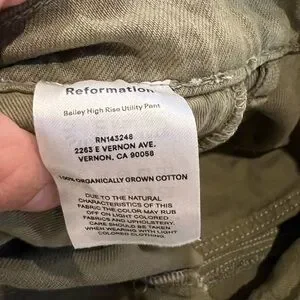 Reformation
Bailey High Rise Utility Pant
RN143248
2263 E VERNON AVE.
VERNON, CA 90058
100% ORGANICALLY GROWN COTTON
DUE TO THE NATURAL
CHARACTERISTICS OF THIS
FABRIC THE COLOR MAY RUB
OFF ON LIGHT COLORED
FABRICS AND UPHOLSTERY.
CARE SHOULD BE TAKEN
WHEN WEARING WITH LIGHT
COLORED CLOTHING.